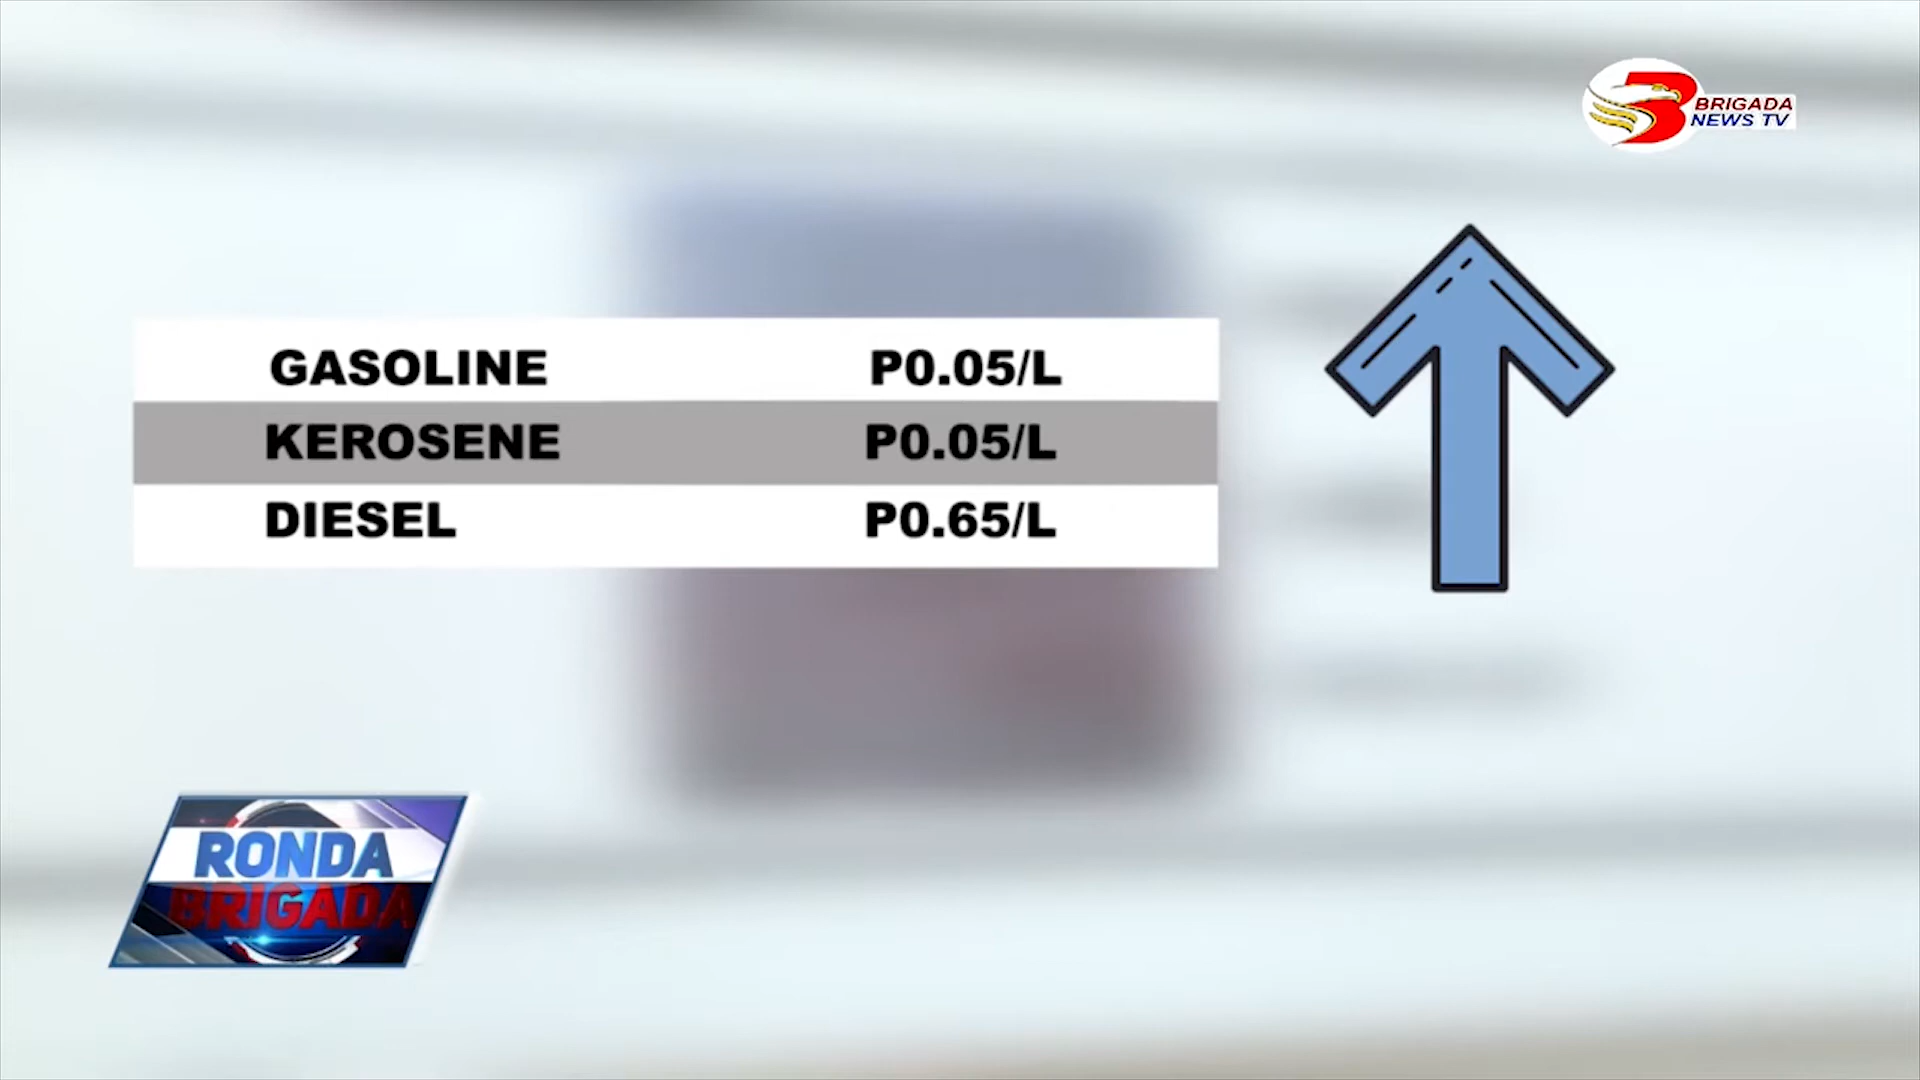 BRIGADA
NEWS TV
GASOLINE P0.05/L
KEROSENE P0.05/L
DIESEL P0.65/L
RONDA
BRIGADA